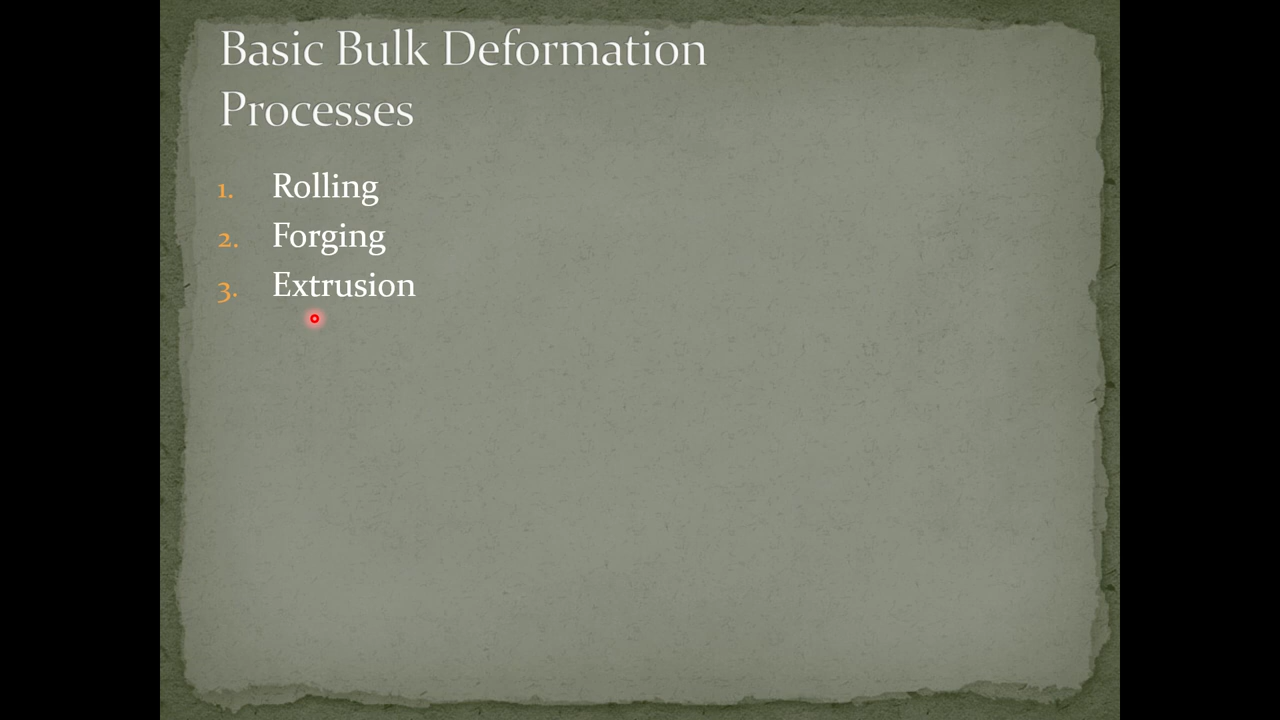 Basic Bulk Deformation
Processes
1. Rolling
2. Forging
3. Extrusion